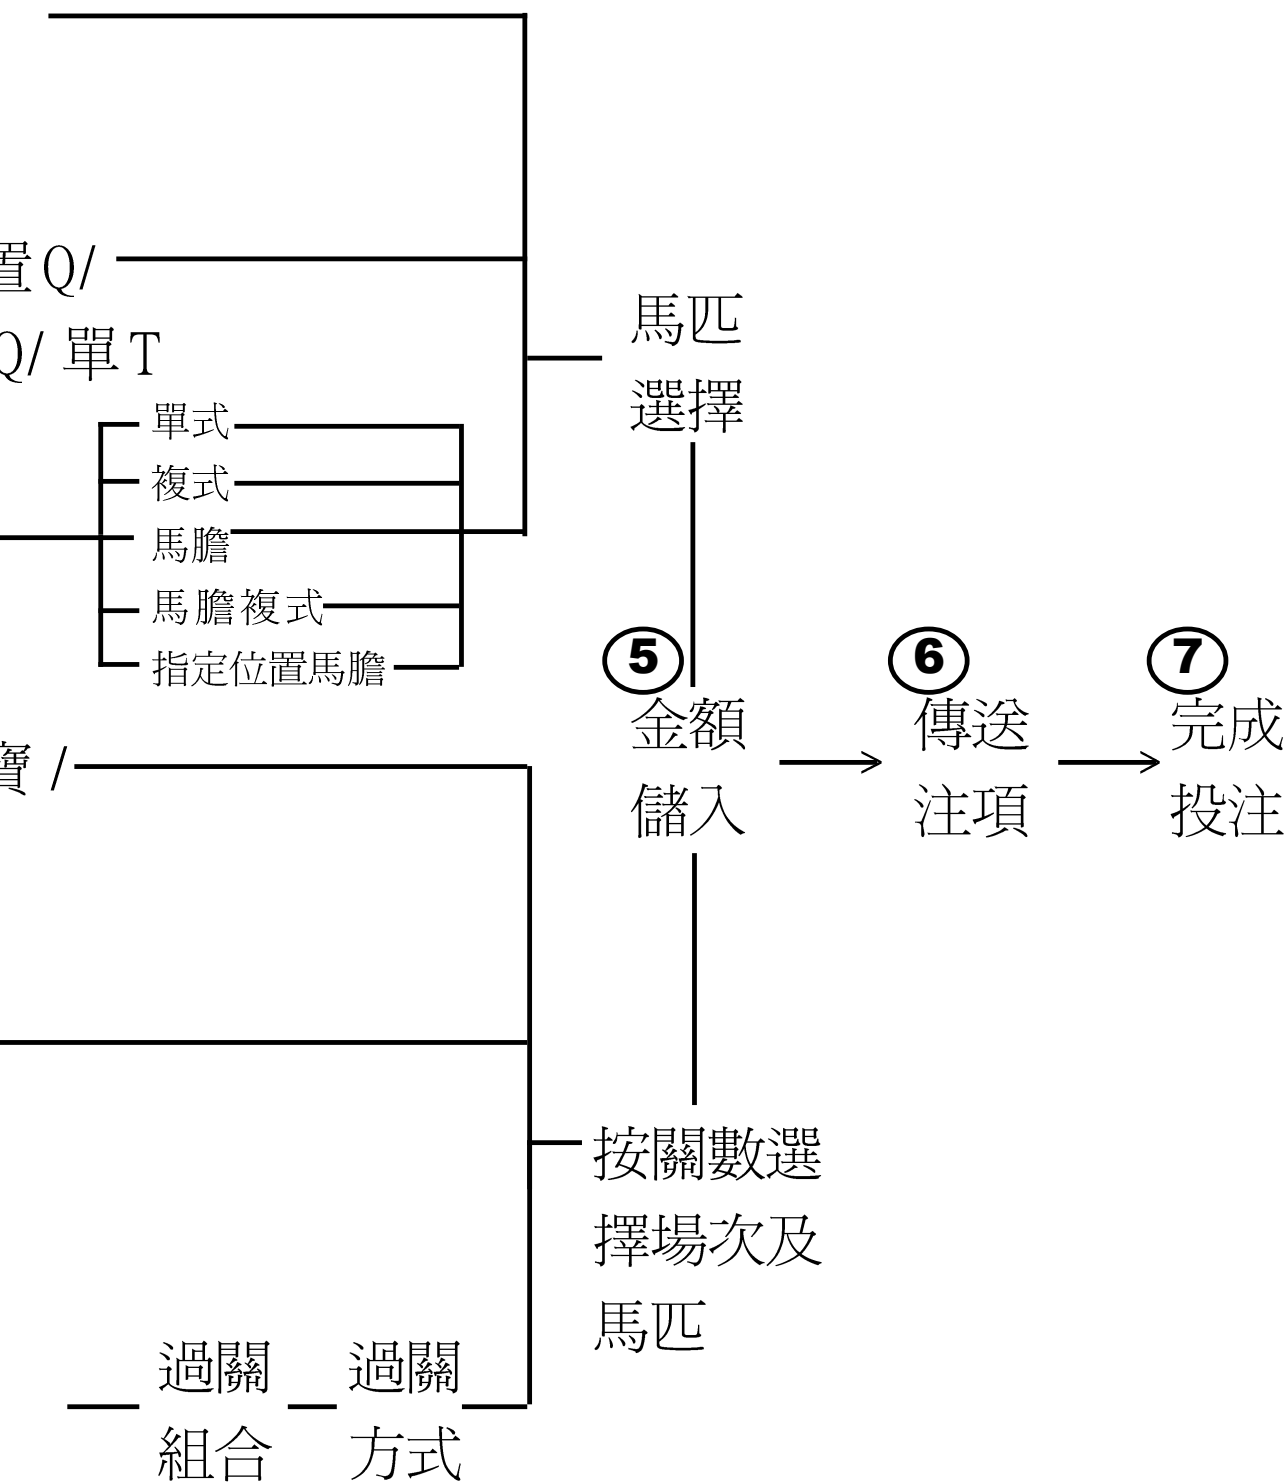 置Q/
Q/ 單T
單式
複式
馬膽
馬膽複式
指定位置馬膽
馬匹
選擇
寶 /
5
金額
儲入
6
傳送
注項
7
完成
投注
按關數選
擇場次及
馬匹
過關
組合
過關
方式